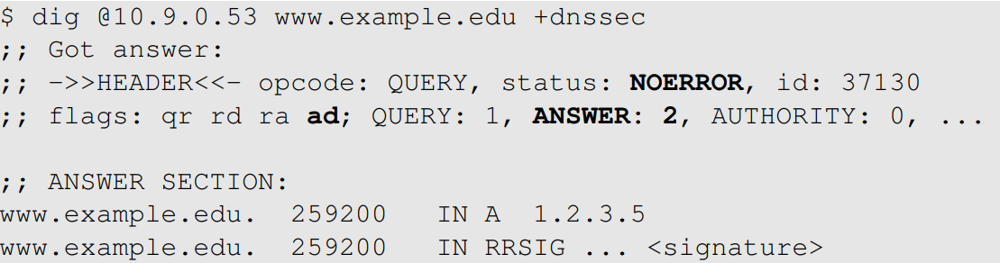 $ dig @10.9.0.53 www.example.edu +dnssec
;; Got answer:
;; ->>HEADER<<- opcode: QUERY, status: NOERROR, id: 37130
;; flags: qr rd ra ad; QUERY: 1, ANSWER: 2, AUTHORITY: 0, ...
;; ANSWER SECTION:
www.example.edu. 259200 IN A 1.2.3.5
www.example.edu. 259200 IN RRSIG ... <signature>